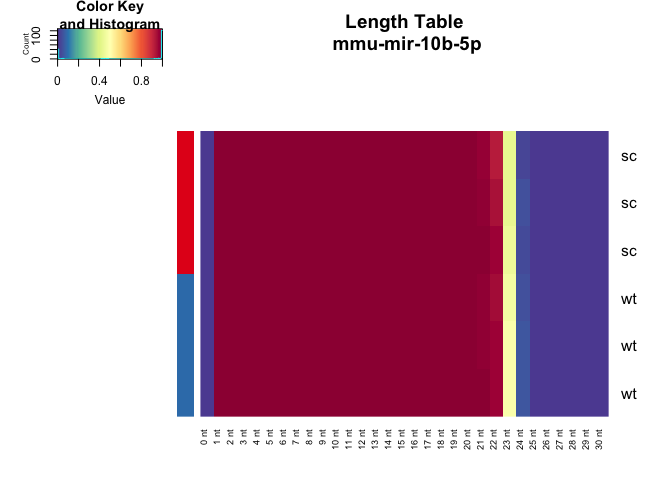 Color Key
and Histogram
Count
0 100
0 0.4 0.8
Value
Length Table
mmu-mir-10b-5p
sc
sc
sc
wt
wt
wt
0 nt 1 nt 2 nt 3 nt 4 nt 5 nt 6 nt 7 nt 8 nt 9 nt 10 nt 11 nt 12 nt 13 nt 14 nt 15 nt 16 nt 17 nt 18 nt 19 nt 20 nt 21 nt 22 nt 23 nt 24 nt 25 nt 26 nt 27 nt 28 nt 29 nt 30 nt